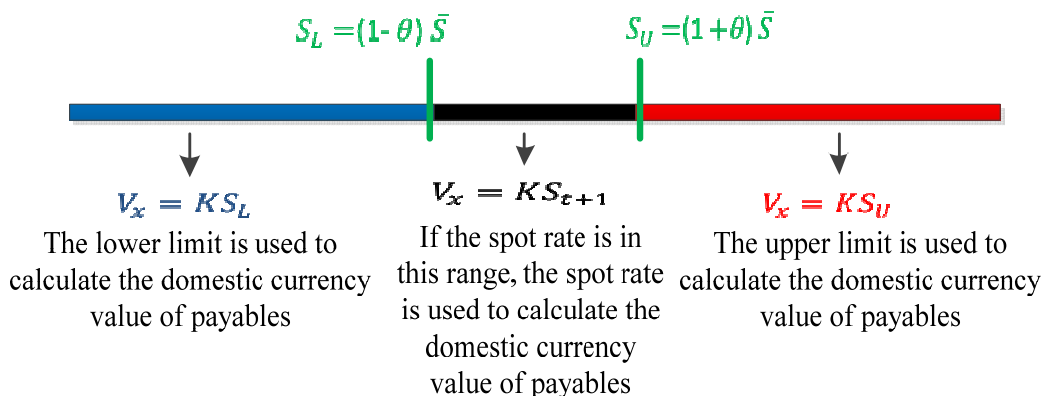 S_L =(1- θ) S̄
S_U =(1 +θ) S̄
V_x = KS_L
The lower limit is used to
calculate the domestic currency
value of payables
V_x = KS_{t+1}
If the spot rate is in
this range, the spot rate
is used to calculate the
domestic currency
value of payables
V_x = KS_U
The upper limit is used to
calculate the domestic currency
value of payables